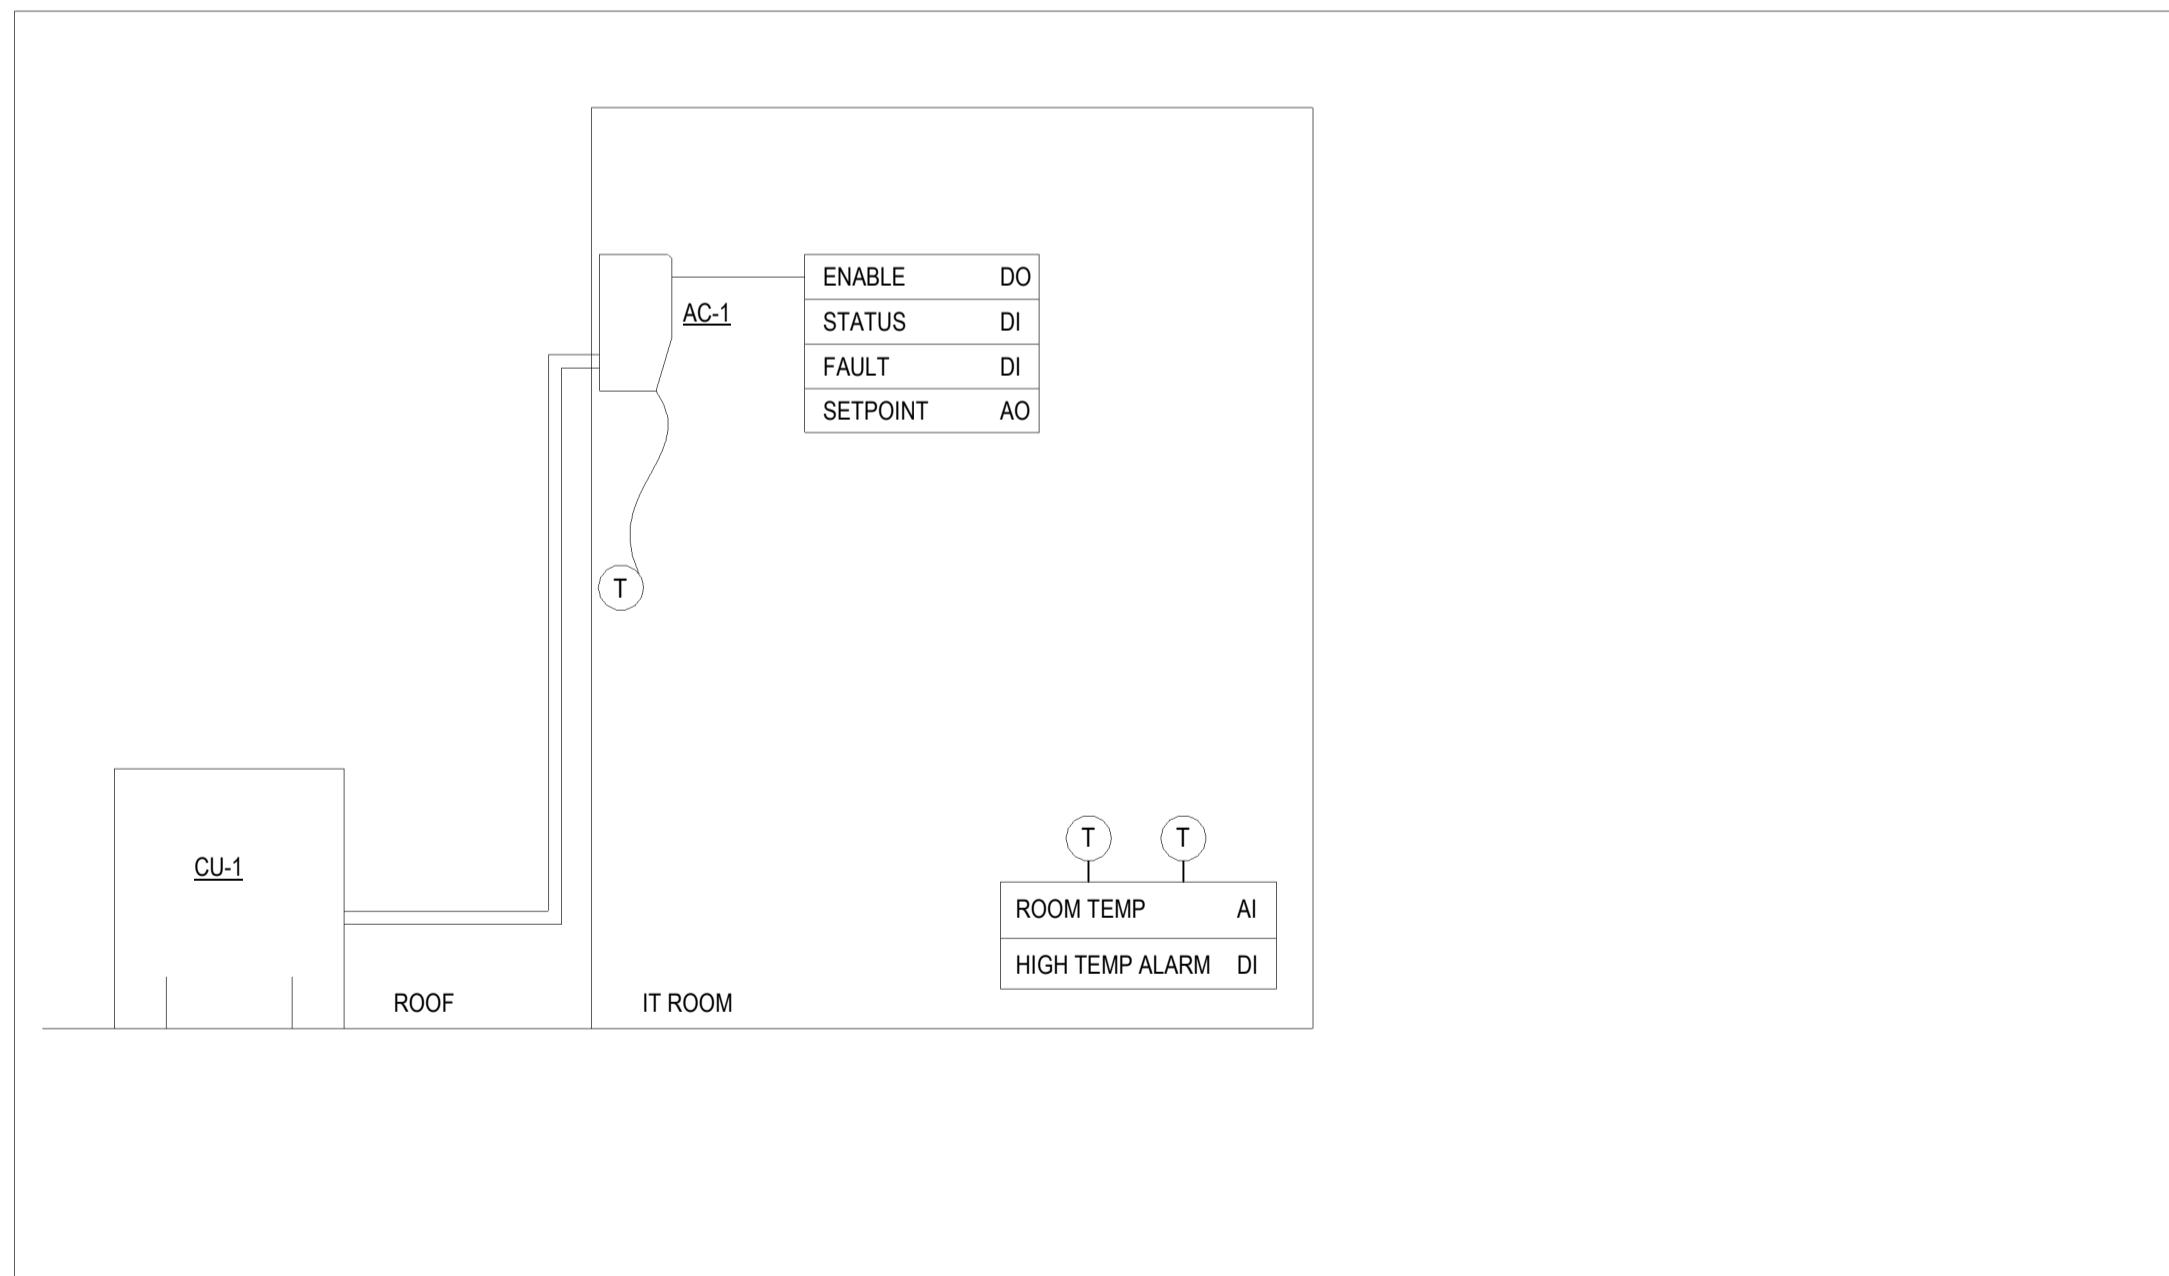 ENABLE DO
AC-1
STATUS DI
FAULT DI
SETPOINT AO
T
T T
CU-1
ROOM TEMP AI
HIGH TEMP ALARM DI
ROOF IT ROOM